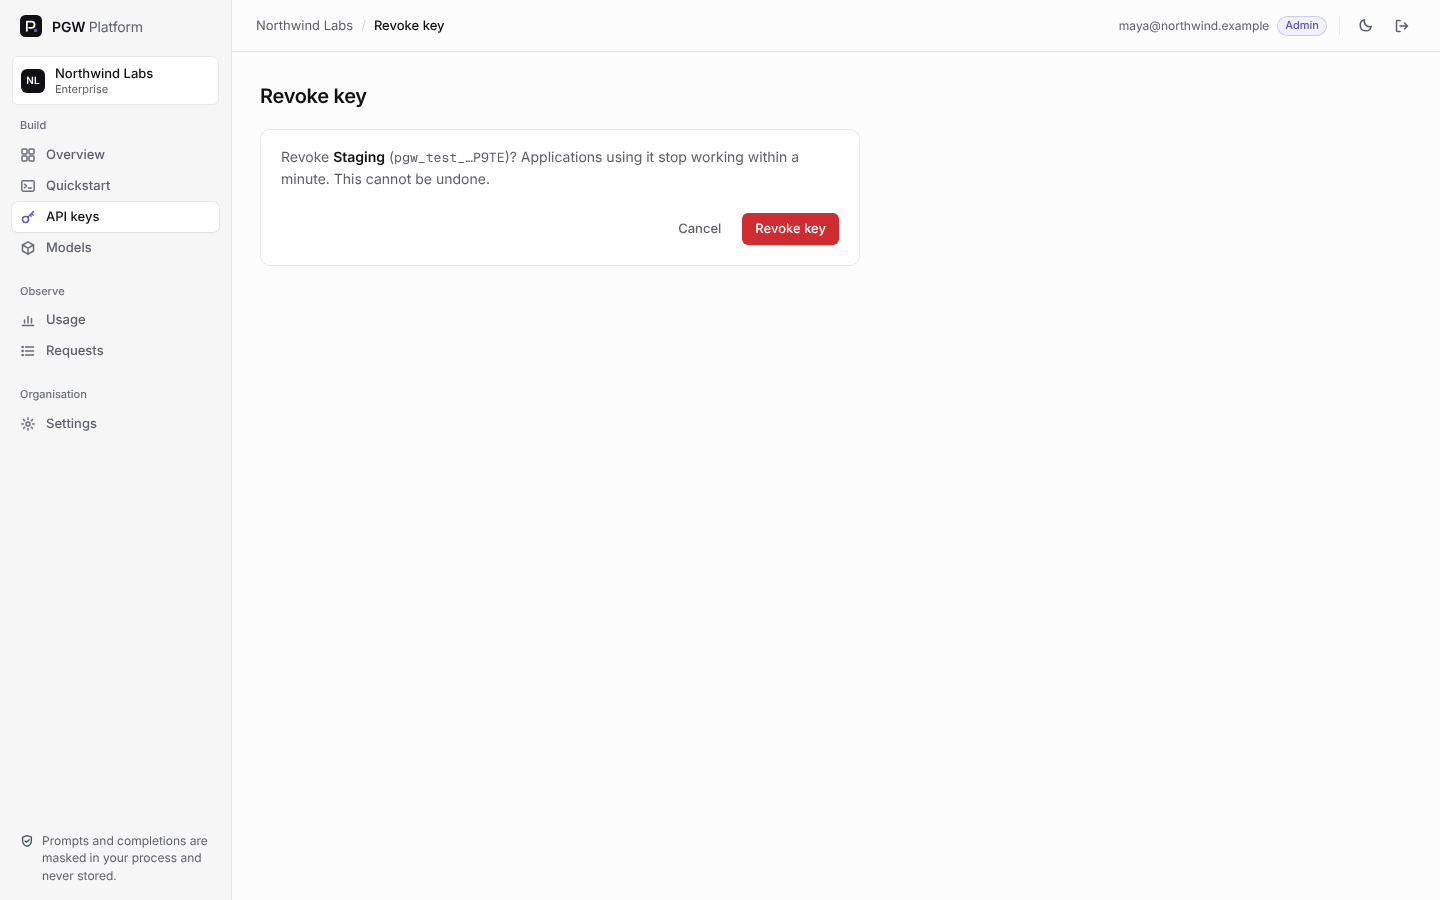 PGW Platform
NL
Northwind Labs
Enterprise
Build
Overview
Quickstart
API keys
Models
Observe
Usage
Requests
Organisation
Settings
Prompts and completions are
masked in your process and
never stored.
Northwind Labs / Revoke key
maya@northwind.example Admin
Revoke key
Revoke Staging (pgw_test_…P9TE)? Applications using it stop working within a
minute. This cannot be undone.
Cancel Revoke key